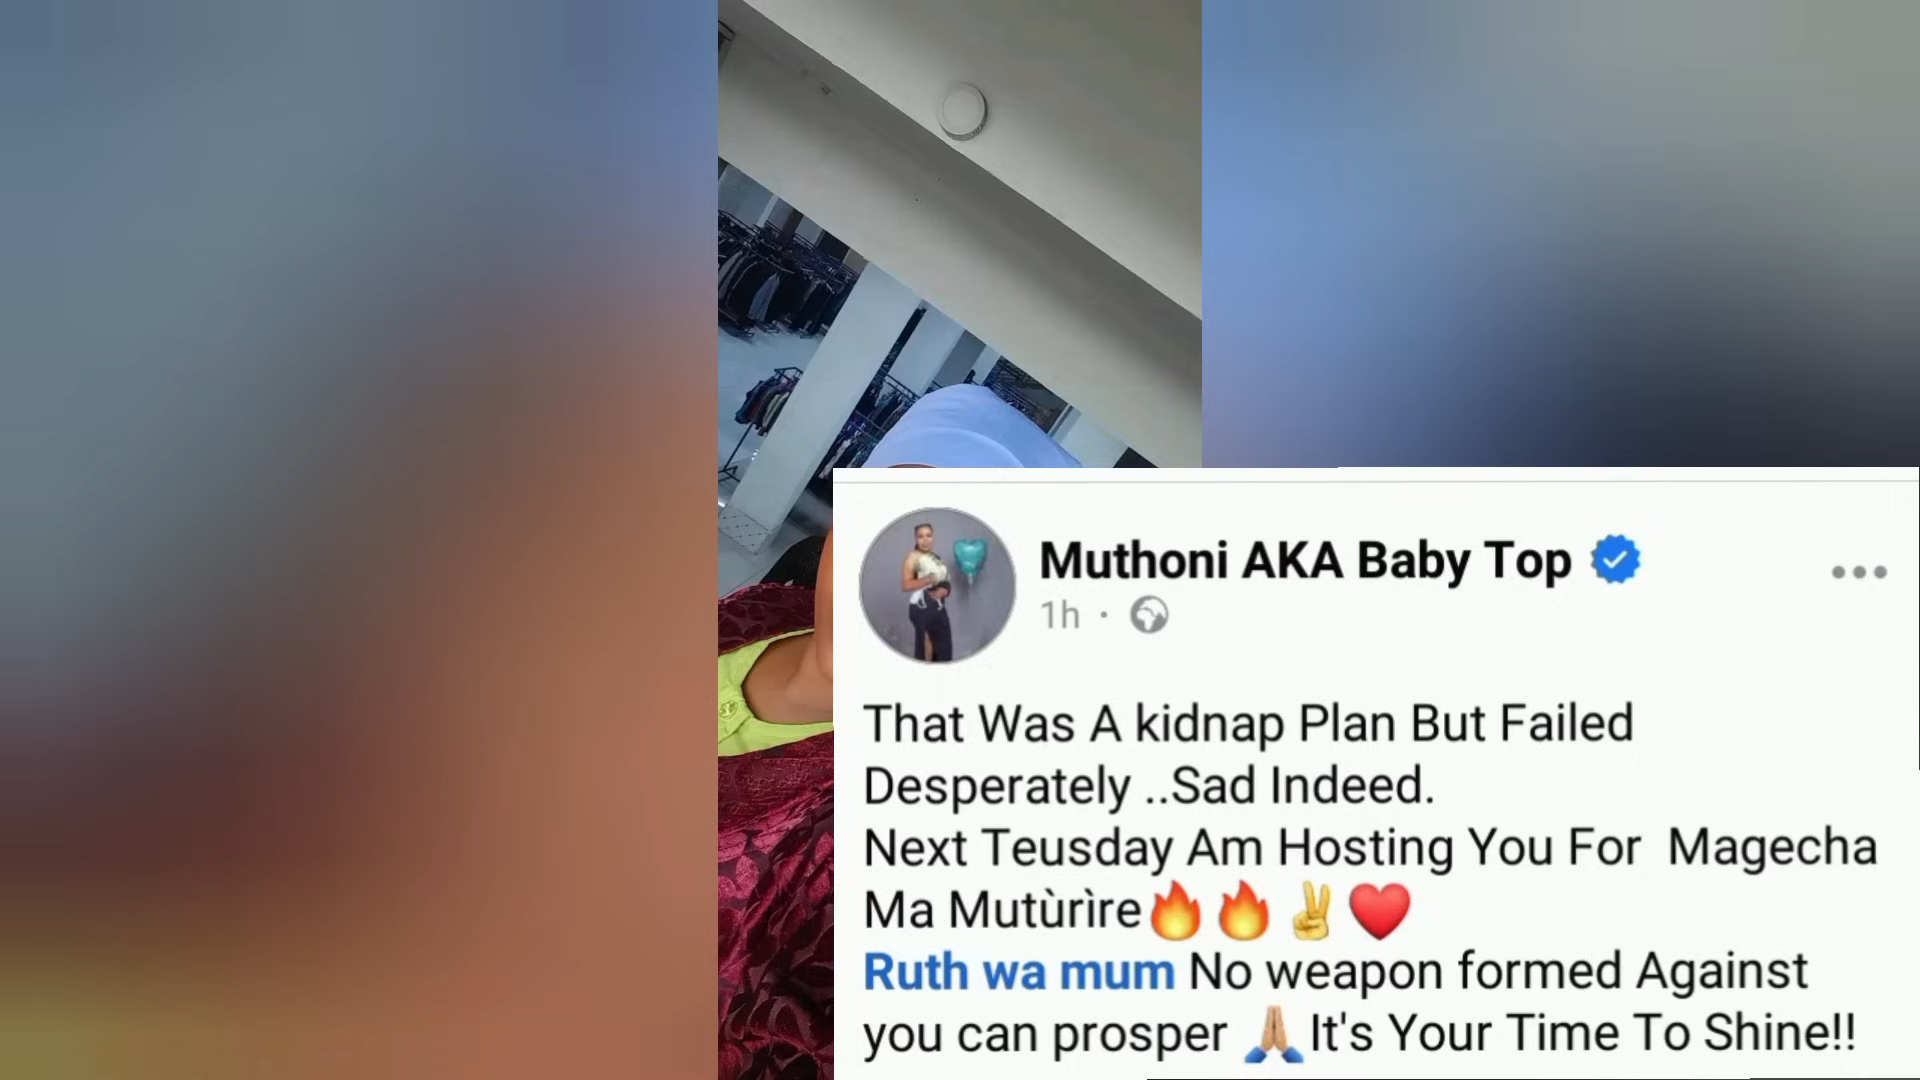 Muthoni AKA Baby Top
1h ·
That Was A kidnap Plan But Failed
Desperately ..Sad Indeed.
Next Teusday Am Hosting You For Magecha
Ma Mutùrìre🔥🔥✌️❤️
Ruth wa mum No weapon formed Against
you can prosper 🙏It's Your Time To Shine!!